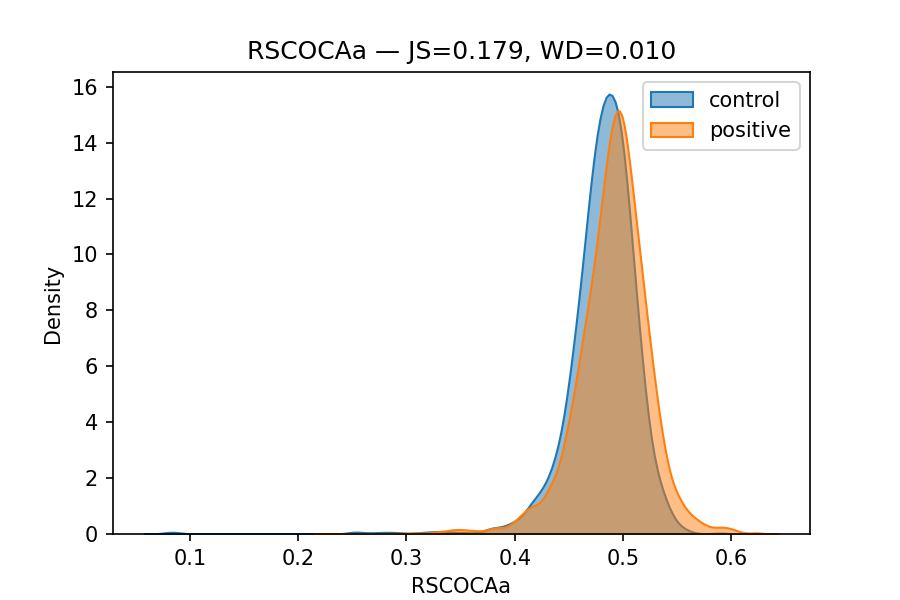 RSCOCAa — JS=0.179, WD=0.010
control
positive
Density
16
14
12
10
8
6
4
2
0
0.1 0.2 0.3 0.4 0.5 0.6
RSCOCAa